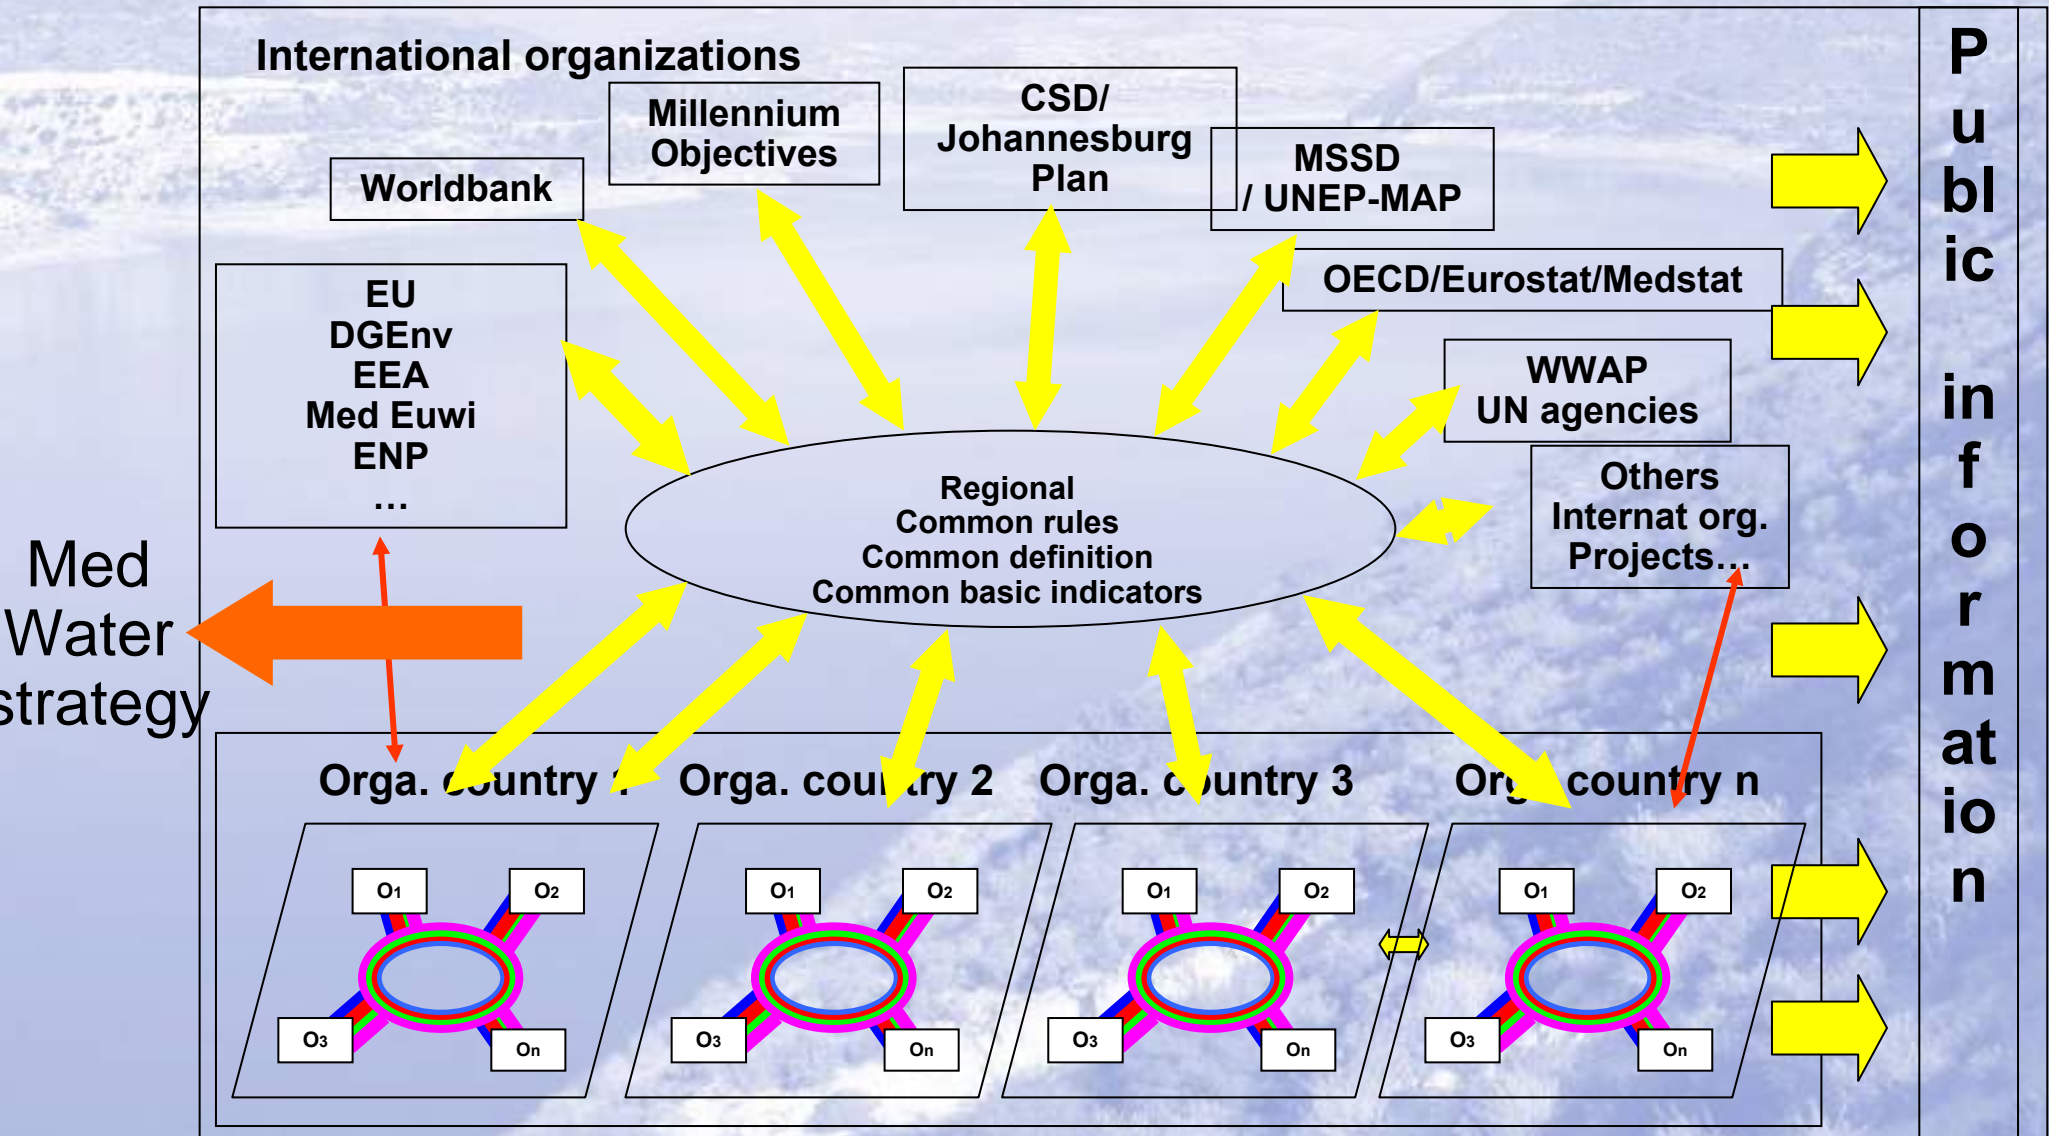 International organizations
Worldbank
Millennium
Objectives
CSD/
Johannesburg
Plan
MSSD
/ UNEP-MAP
OECD/Eurostat/Medstat
WWAP
UN agencies
Others
Internat org.
Projects…
EU
DGEnv
EEA
Med Euwi
ENP
…
Regional
Common rules
Common definition
Common basic indicators
Med
Water
strategy
Orga. country 1
Orga. country 2
Orga. country 3
Orga. country n
O1
O2
O3
On
O1
O2
O3
On
O1
O2
O3
On
O1
O2
O3
On
P
u
bl
ic
in
f
o
r
m
at
io
n